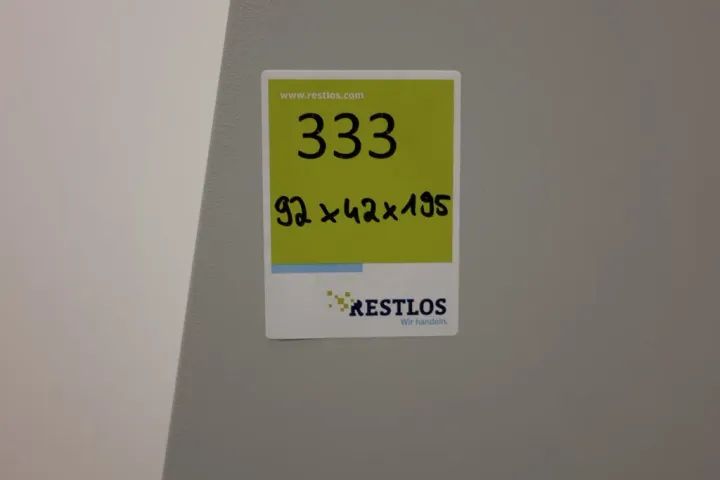 www.restlos.com
333
92x42x195
RESTLOS
Wir handeln.